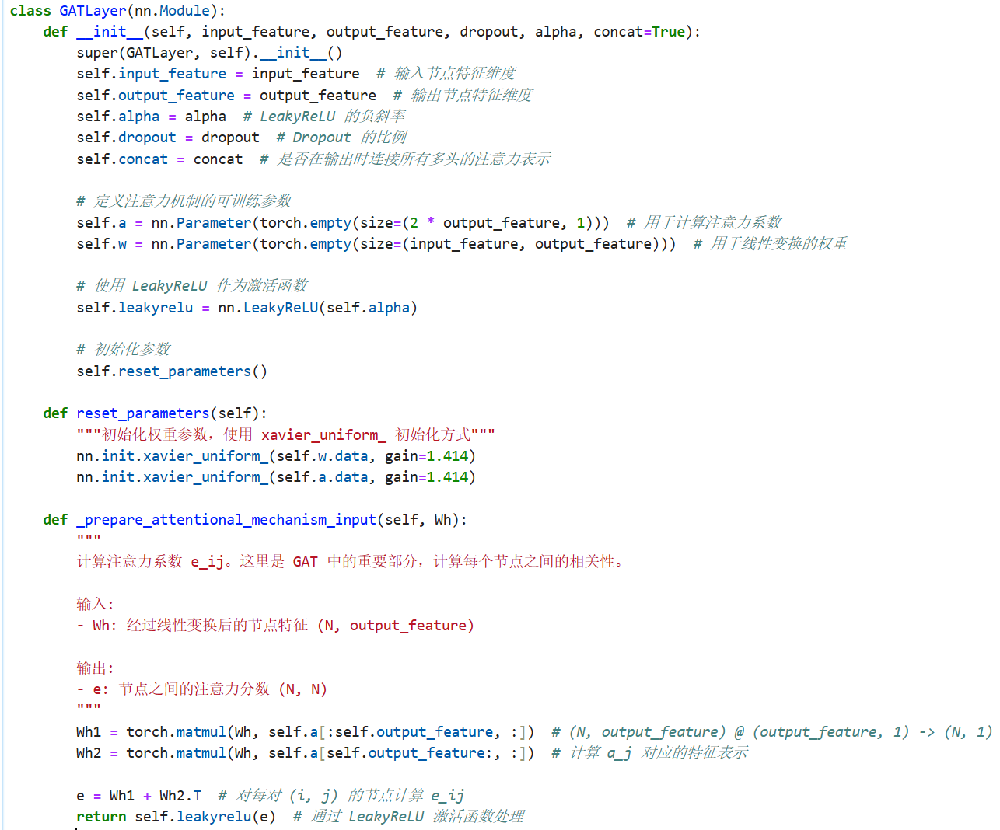 class GATLayer(nn.Module):
    def __init__(self, input_feature, output_feature, dropout, alpha, concat=True):
        super(GATLayer, self).__init__()
        self.input_feature = input_feature  # 输入节点特征维度
        self.output_feature = output_feature  # 输出节点特征维度
        self.alpha = alpha  # LeakyReLU 的负斜率
        self.dropout = dropout  # Dropout 的比例
        self.concat = concat  # 是否在输出时连接所有多头的注意力表示

        # 定义注意力机制的可训练参数
        self.a = nn.Parameter(torch.empty(size=(2 * output_feature, 1)))  # 用于计算注意力系数
        self.w = nn.Parameter(torch.empty(size=(input_feature, output_feature)))  # 用于线性变换的权重

        # 使用 LeakyReLU 作为激活函数
        self.leakyrelu = nn.LeakyReLU(self.alpha)

        # 初始化参数
        self.reset_parameters()

    def reset_parameters(self):
        """初始化权重参数，使用 xavier_uniform_ 初始化方式"""
        nn.init.xavier_uniform_(self.w.data, gain=1.414)
        nn.init.xavier_uniform_(self.a.data, gain=1.414)

    def _prepare_attentional_mechanism_input(self, Wh):
        """
        计算注意力系数 e_ij。这里是 GAT 中的重要部分，计算每个节点之间的相关性。

        输入:
        - Wh: 经过线性变换后的节点特征 (N, output_feature)

        输出:
        - e: 节点之间的注意力分数 (N, N)
        """
        Wh1 = torch.matmul(Wh, self.a[:self.output_feature, :])  # (N, output_feature) @ (output_feature, 1) -> (N, 1)
        Wh2 = torch.matmul(Wh, self.a[self.output_feature:, :])  # 计算 a_j 对应的特征表示

        e = Wh1 + Wh2.T  # 对每对 (i, j) 的节点计算 e_ij
        return self.leakyrelu(e)  # 通过 LeakyReLU 激活函数处理